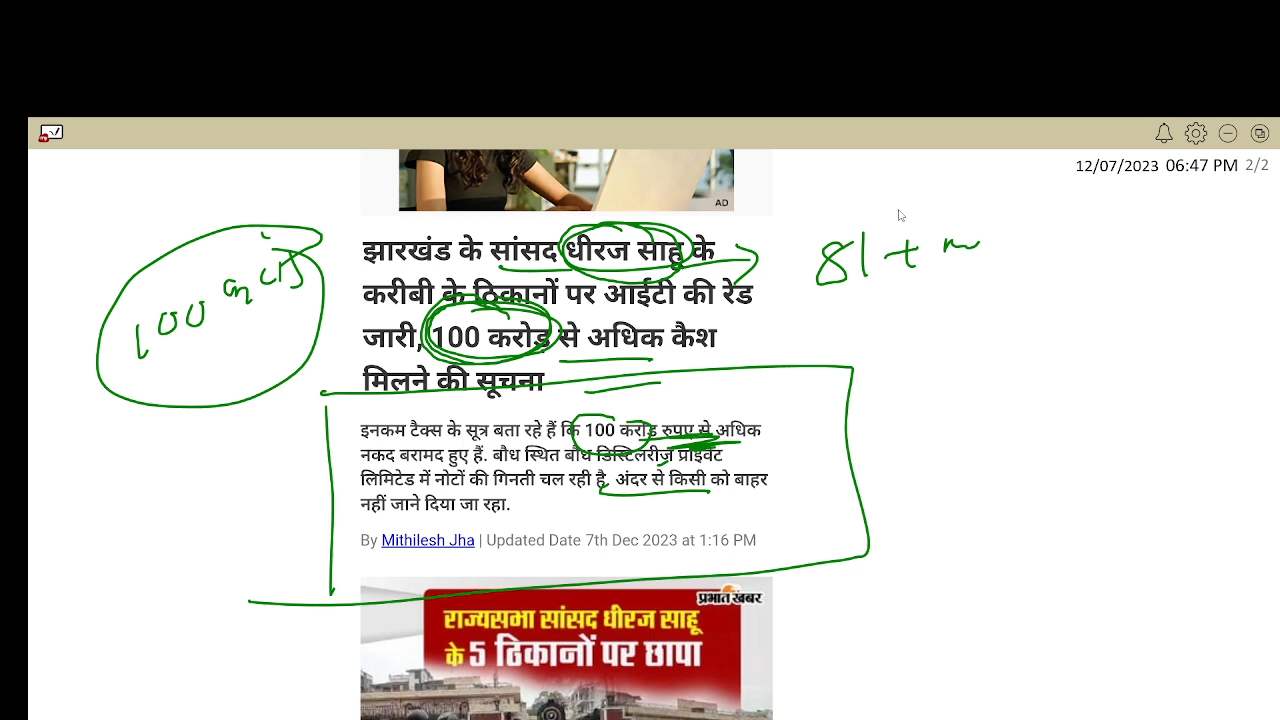 12/07/2023 06:47 PM 2/2
AD
झारखंड के सांसद धीरज साहू के
करीबी के ठिकानों पर आईटी की रेड
जारी, 100 करोड़ से अधिक कैश
मिलने की सूचना
100
81+
इनकम टैक्स के सूत्र बता रहे हैं कि 100 करोड़ रुपए से अधिक
नकद बरामद हुए हैं. बौध स्थित बौध डिस्टिलरीज़ प्राइवेट
लिमिटेड में नोटों की गिनती चल रही है. अंदर से किसी को बाहर
नहीं जाने दिया जा रहा.
By Mithilesh Jha | Updated Date 7th Dec 2023 at 1:16 PM
प्रभात खबर
राज्यसभा सांसद धीरज साहू
के 5 ठिकानों पर छापा